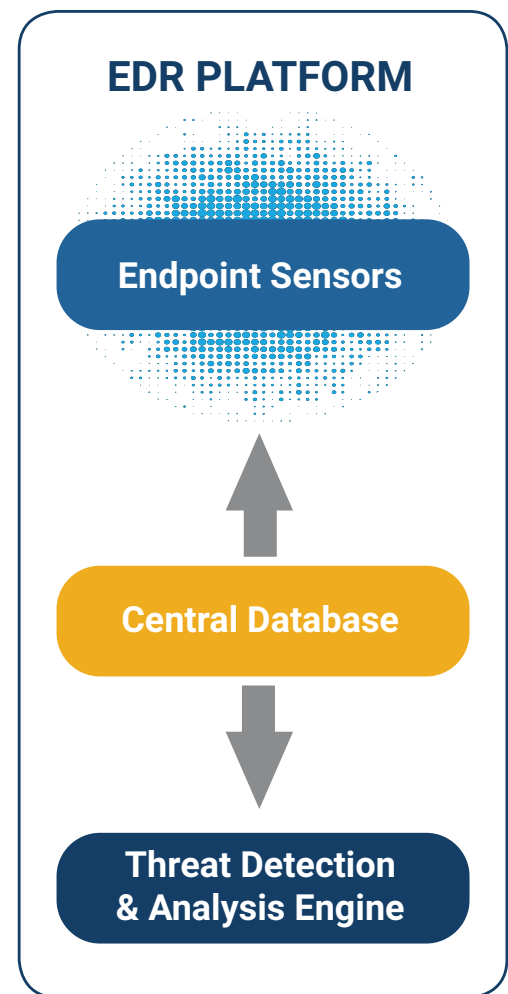 EDR PLATFORM
Endpoint Sensors
Central Database
Threat Detection
& Analysis Engine